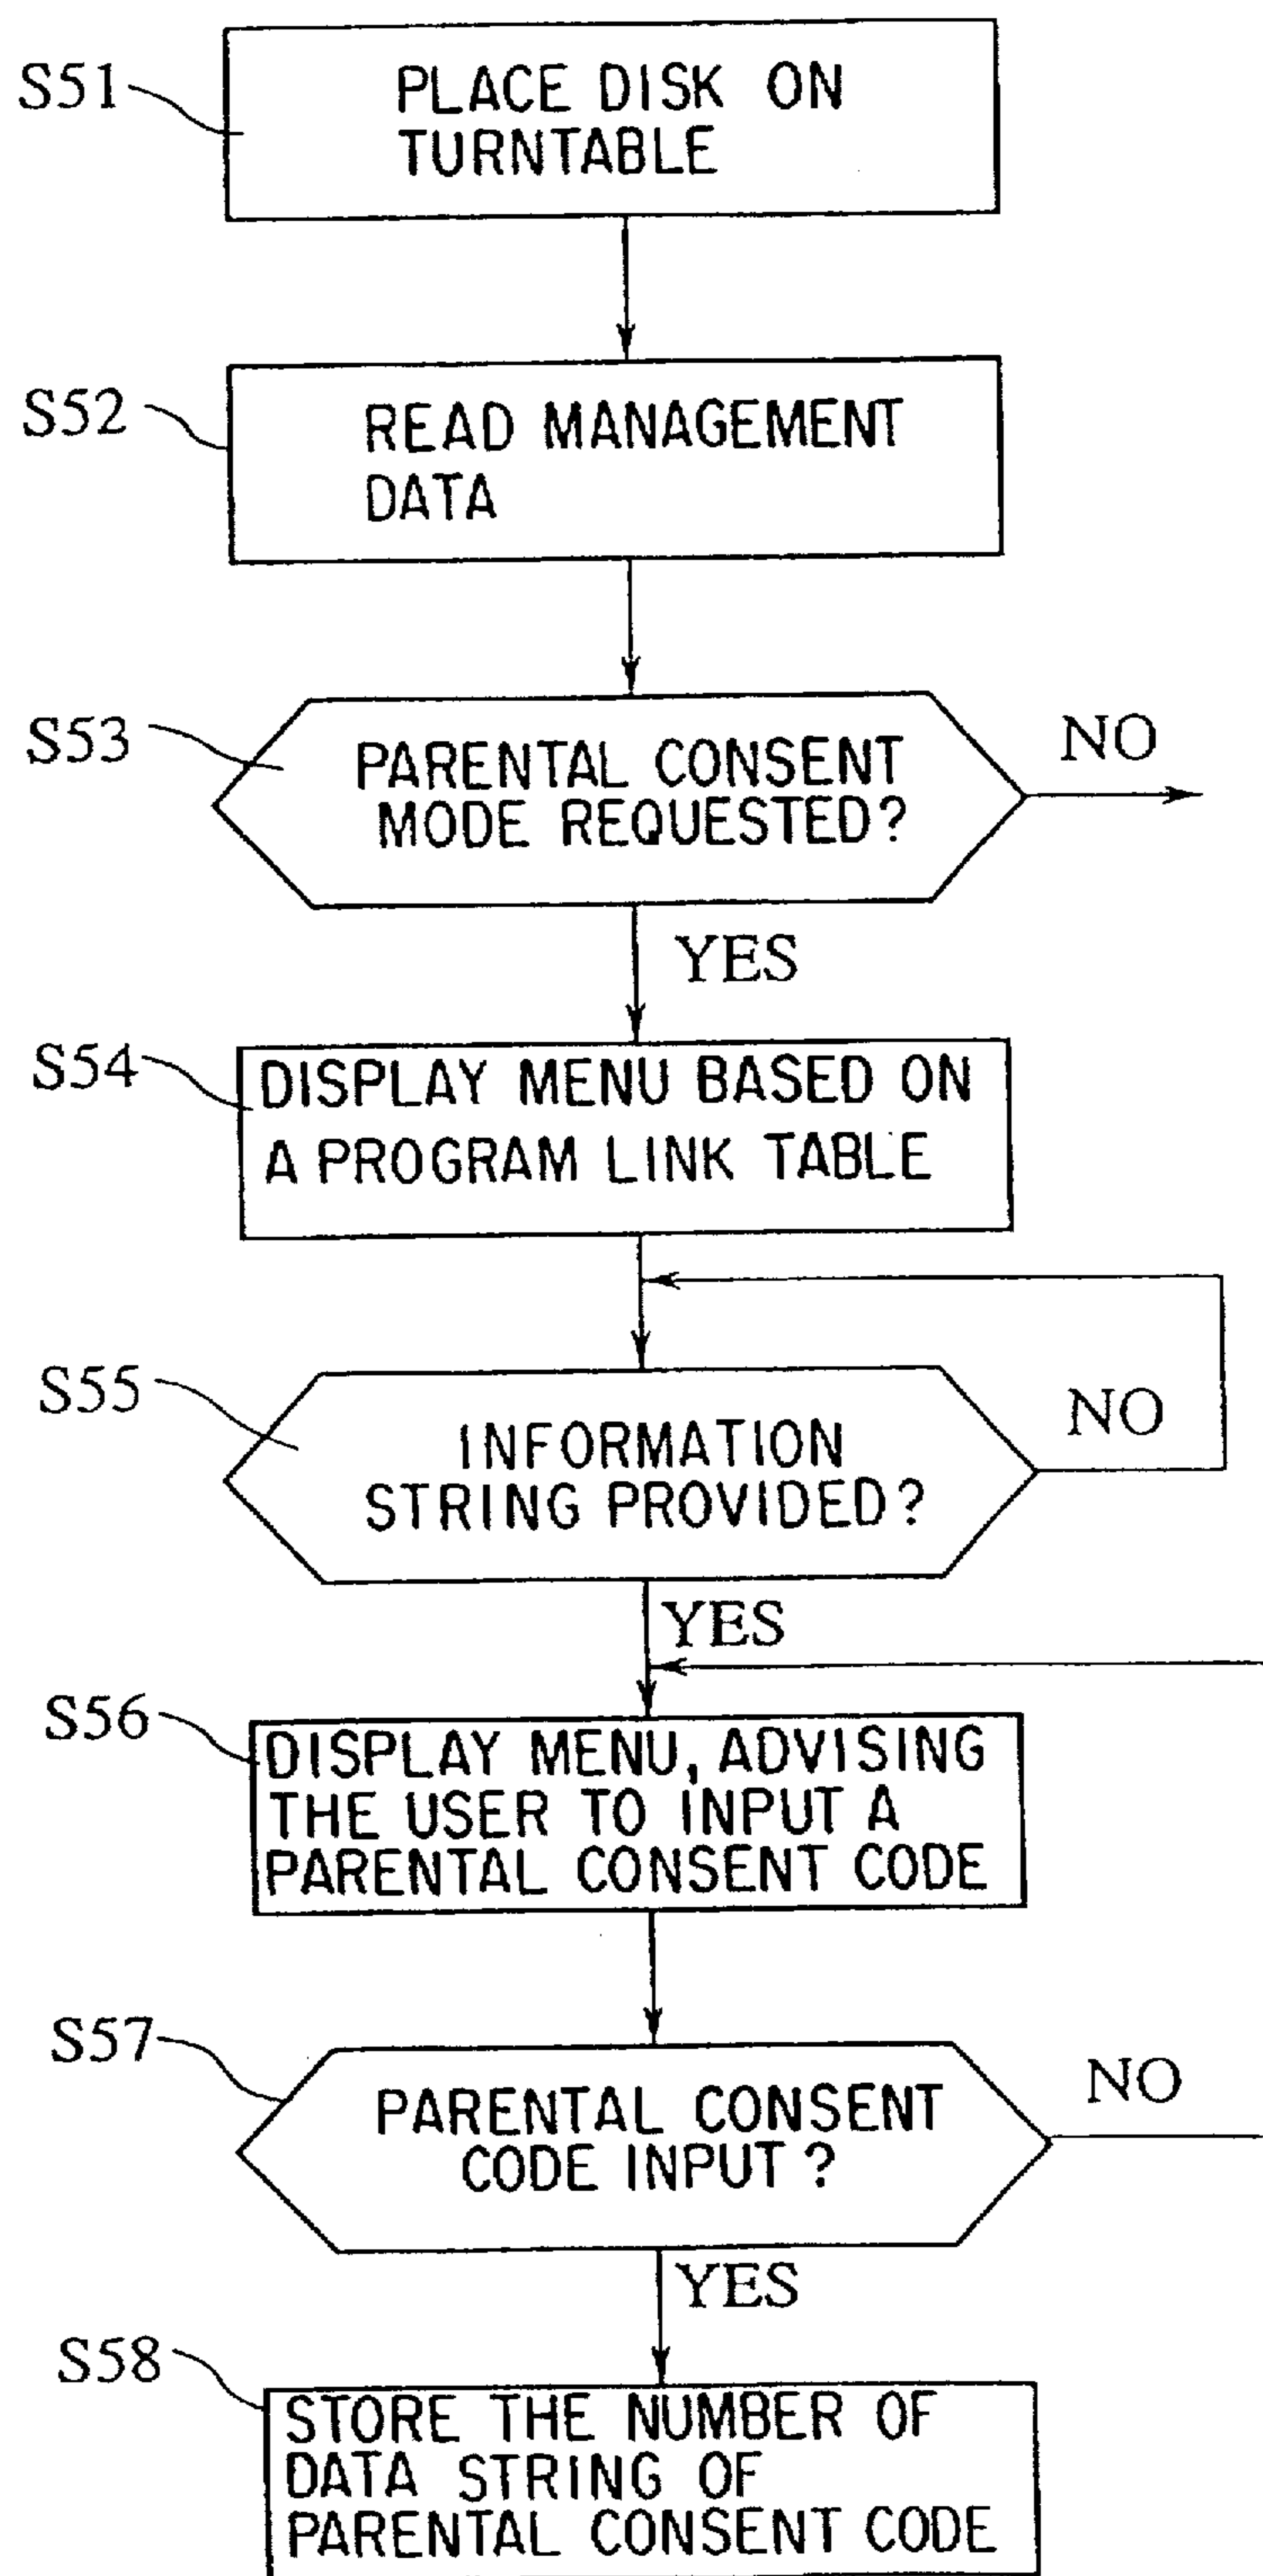 S51
PLACE DISK ON
TURNTABLE
S52
READ MANAGEMENT
DATA
S53
PARENTAL CONSENT
MODE REQUESTED?
NO
YES
S54
DISPLAY MENU BASED ON
A PROGRAM LINK TABLE
S55
INFORMATION
STRING PROVIDED?
NO
YES
S56
DISPLAY MENU, ADVISING
THE USER TO INPUT A
PARENTAL CONSENT CODE
S57
PARENTAL CONSENT
CODE INPUT?
NO
YES
S58
STORE THE NUMBER OF
DATA STRING OF
PARENTAL CONSENT CODE